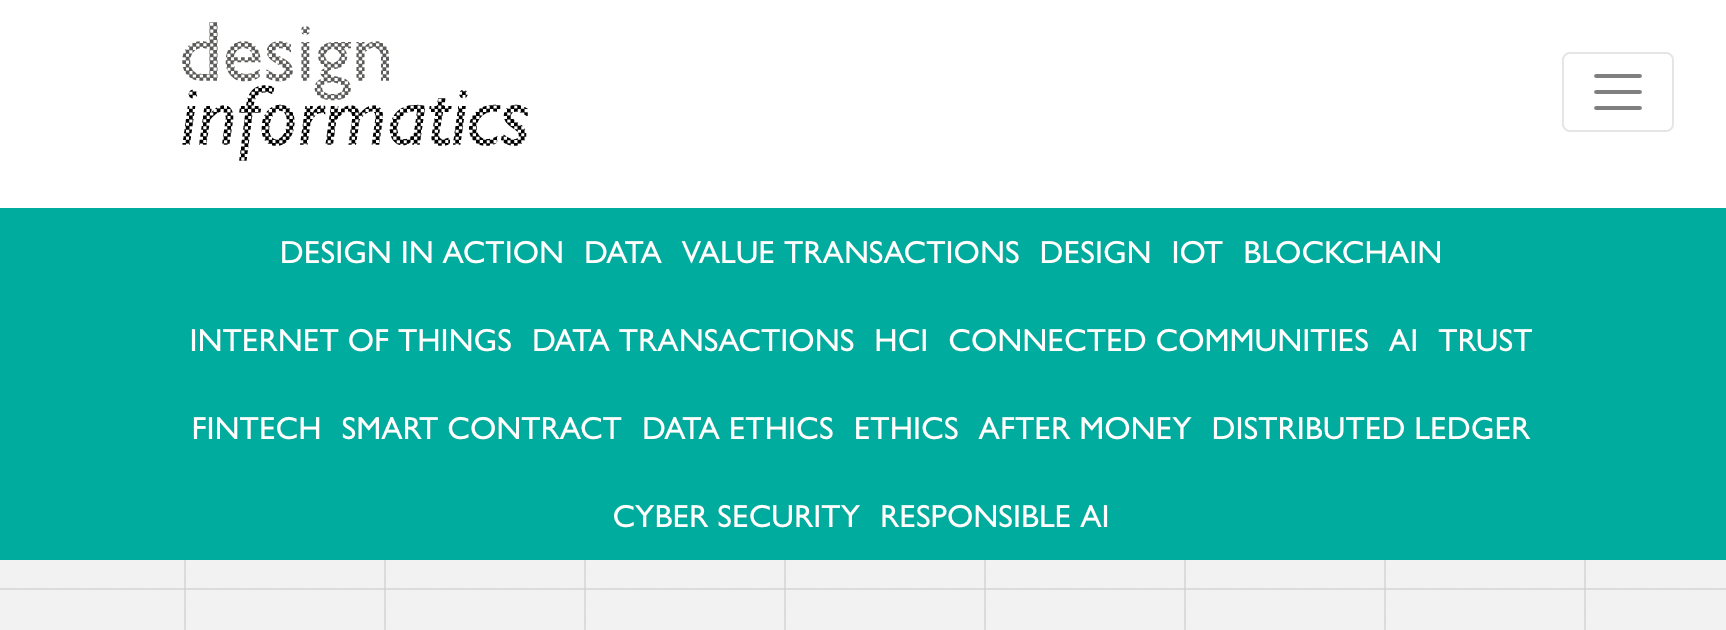 design
informatics
DESIGN IN ACTION DATA VALUE TRANSACTIONS DESIGN IOT BLOCKCHAIN
INTERNET OF THINGS DATA TRANSACTIONS HCI CONNECTED COMMUNITIES AI TRUST
FINTECH SMART CONTRACT DATA ETHICS ETHICS AFTER MONEY DISTRIBUTED LEDGER
CYBER SECURITY RESPONSIBLE AI